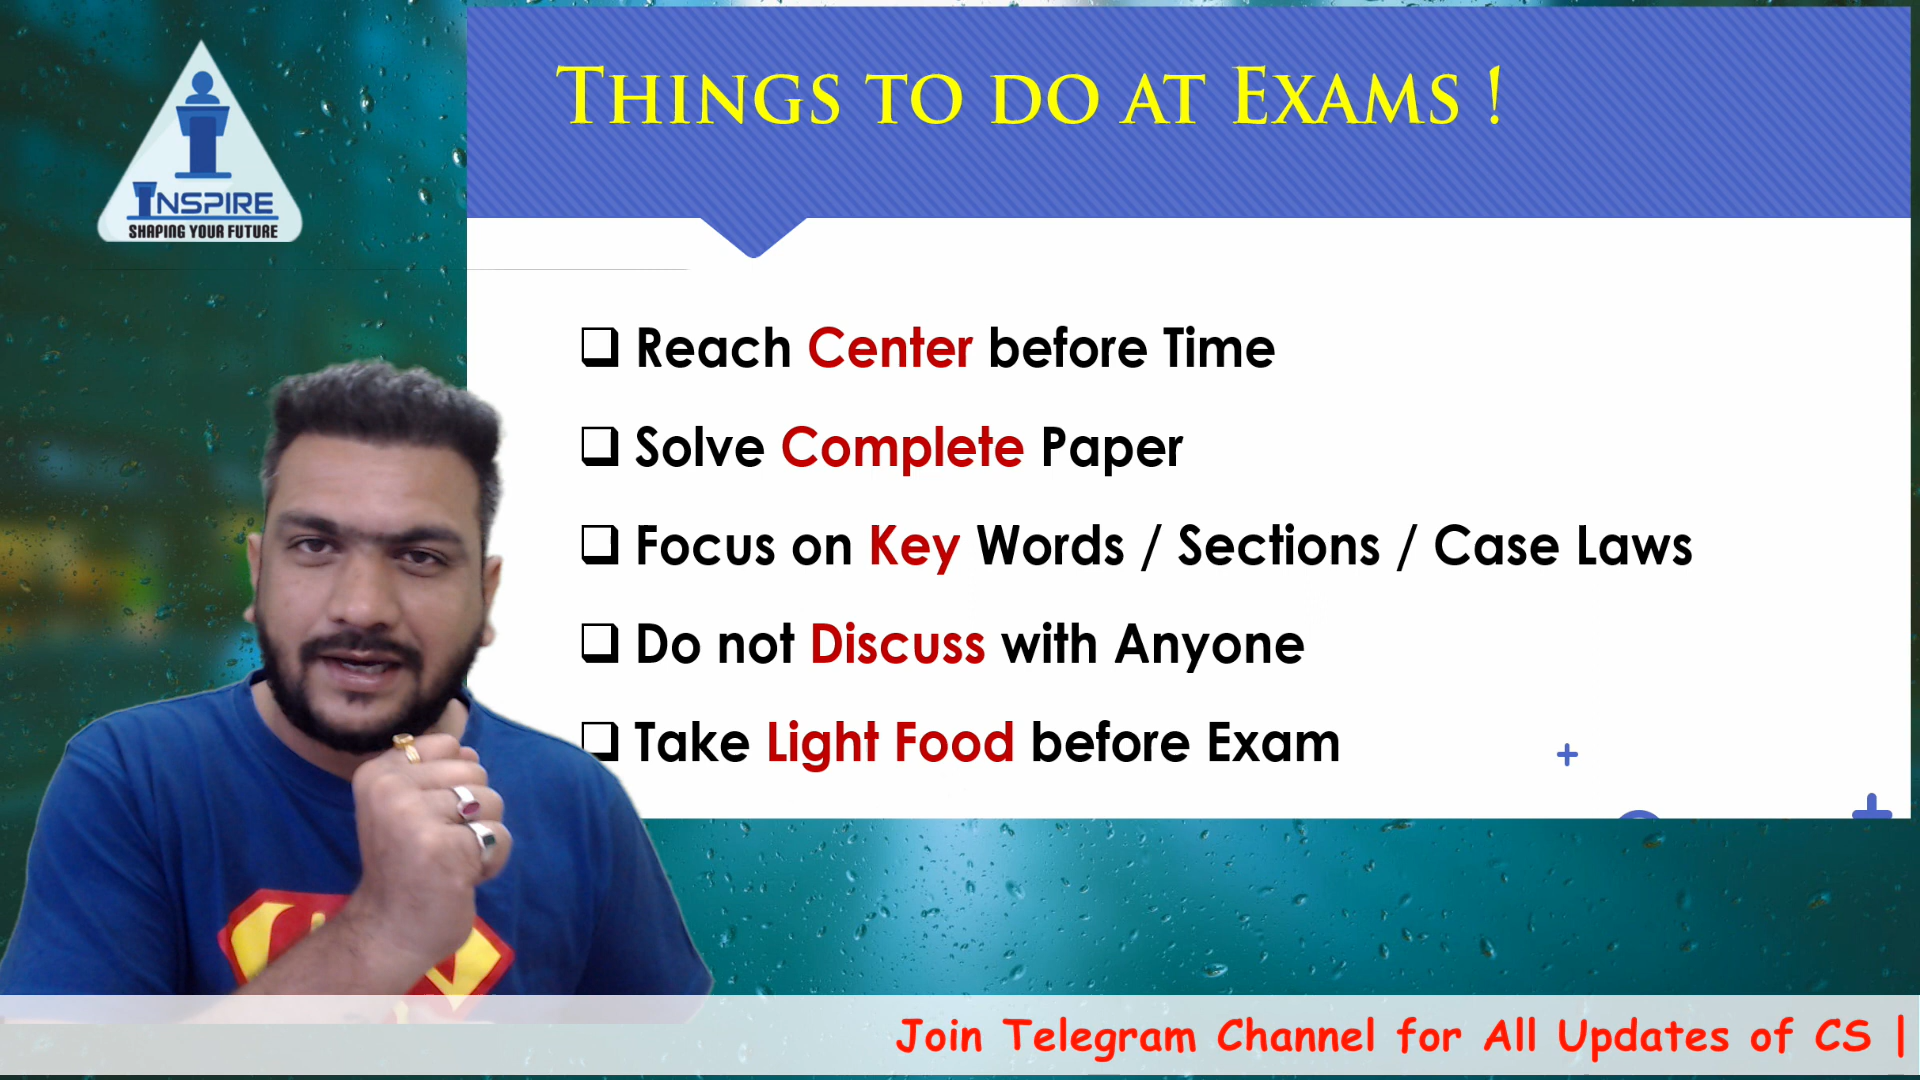 INSPIRE
SHAPING YOUR FUTURE
THINGS TO DO AT EXAMS !
Reach Center before Time
Solve Complete Paper
Focus on Key Words / Sections / Case Laws
Do not Discuss with Anyone
Take Light Food before Exam
Join Telegram Channel for All Updates of CS |